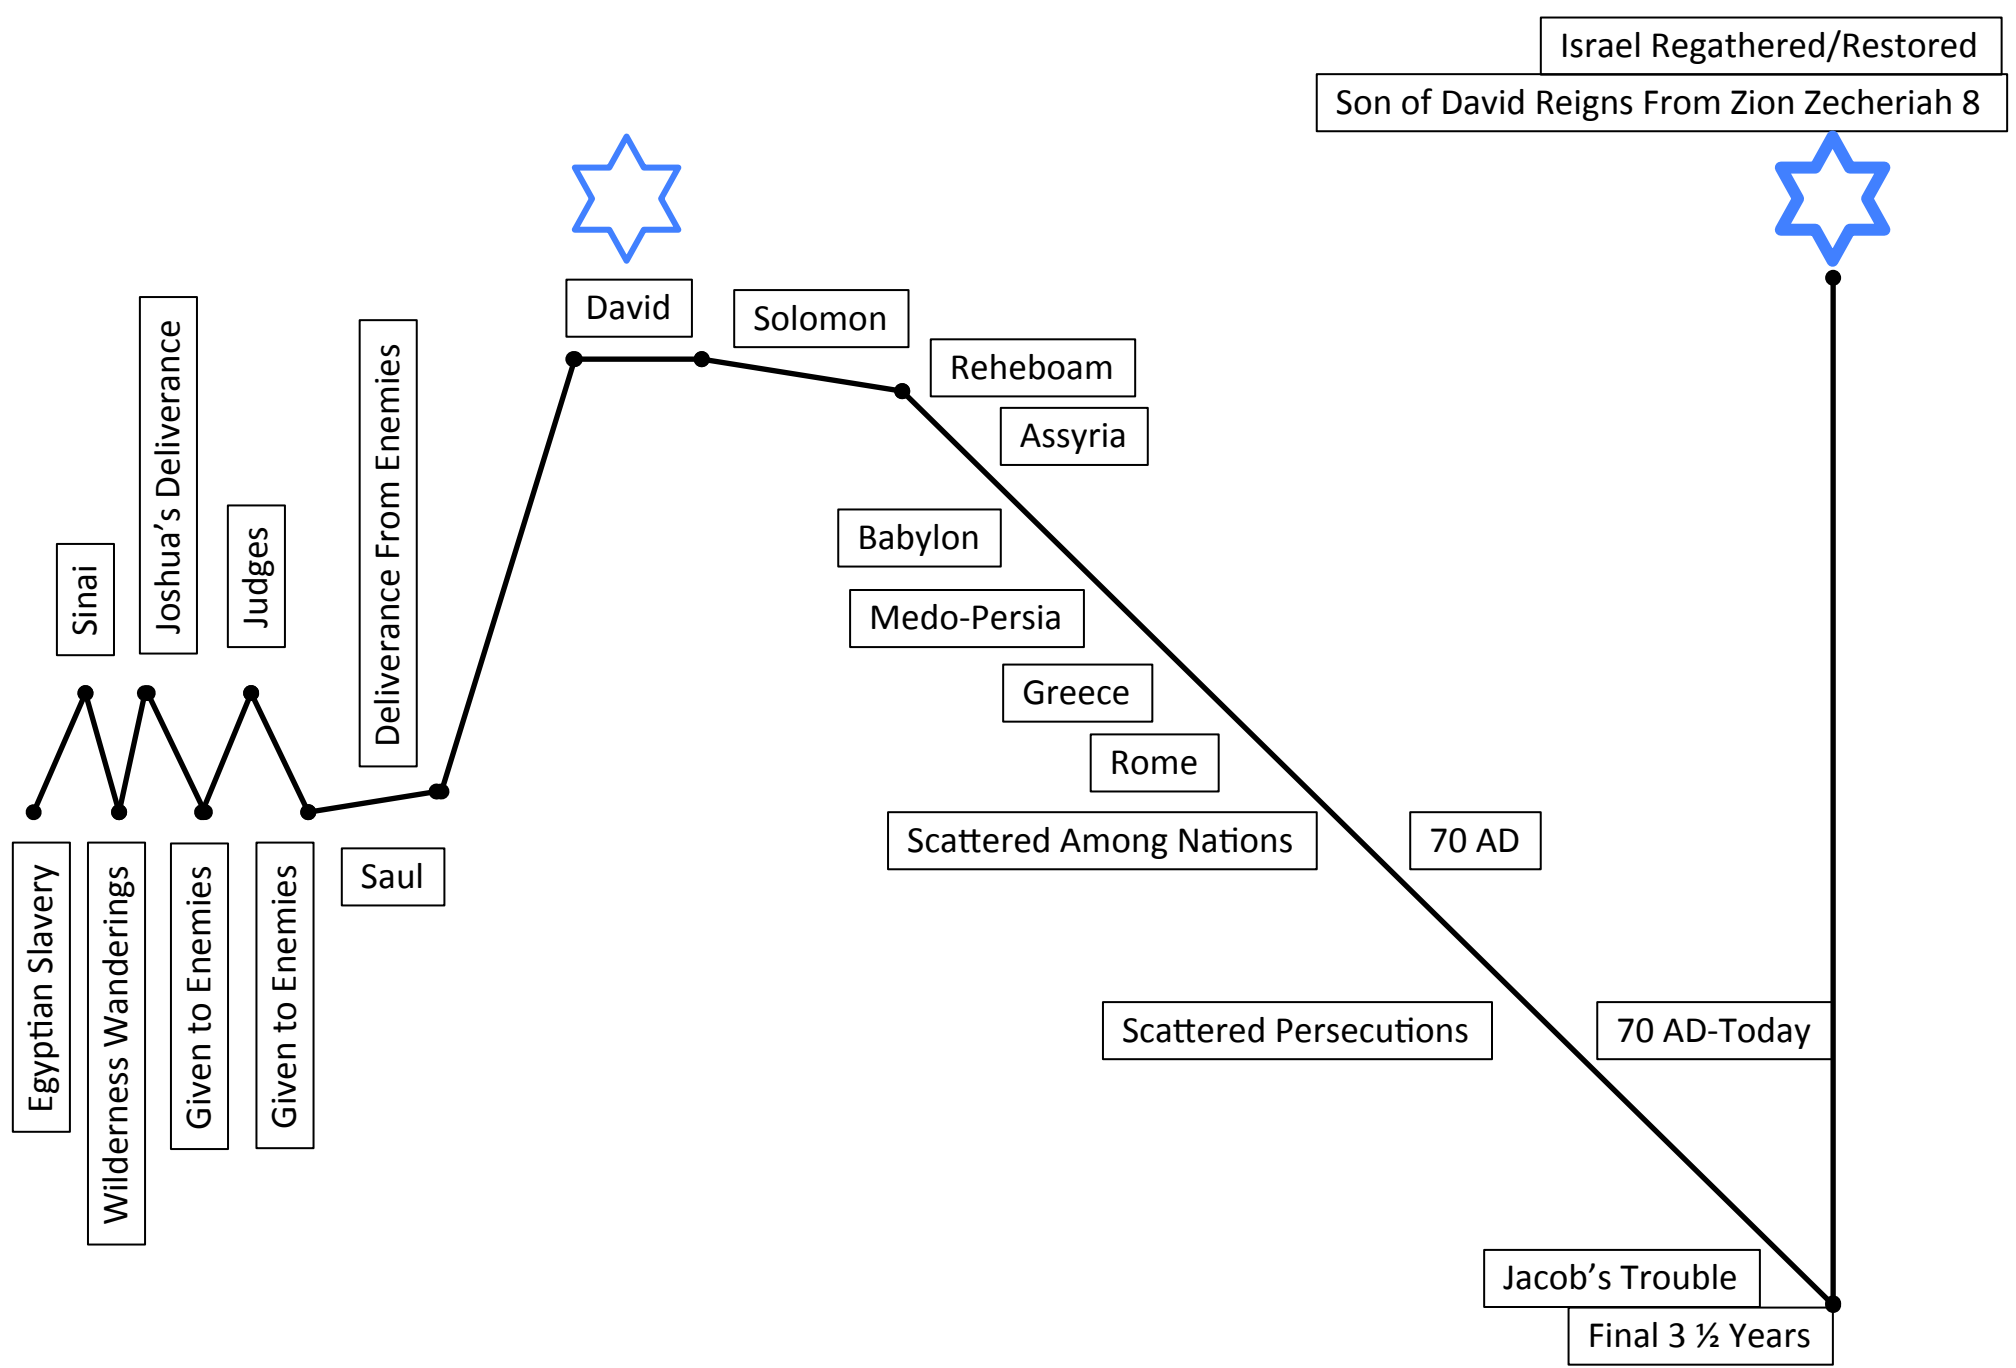 Israel Regathered/Restored
Son of David Reigns From Zion Zecheriah 8
David
Solomon
Reheboam
Assyria
Babylon
Medo-Persia
Greece
Rome
Scattered Among Nations
70 AD
Scattered Persecutions
70 AD-Today
Jacob’s Trouble
Final 3 ½ Years
Sinai
Joshua’s Deliverance
Judges
Deliverance From Enemies
Egyptian Slavery
Wilderness Wanderings
Given to Enemies
Given to Enemies
Saul